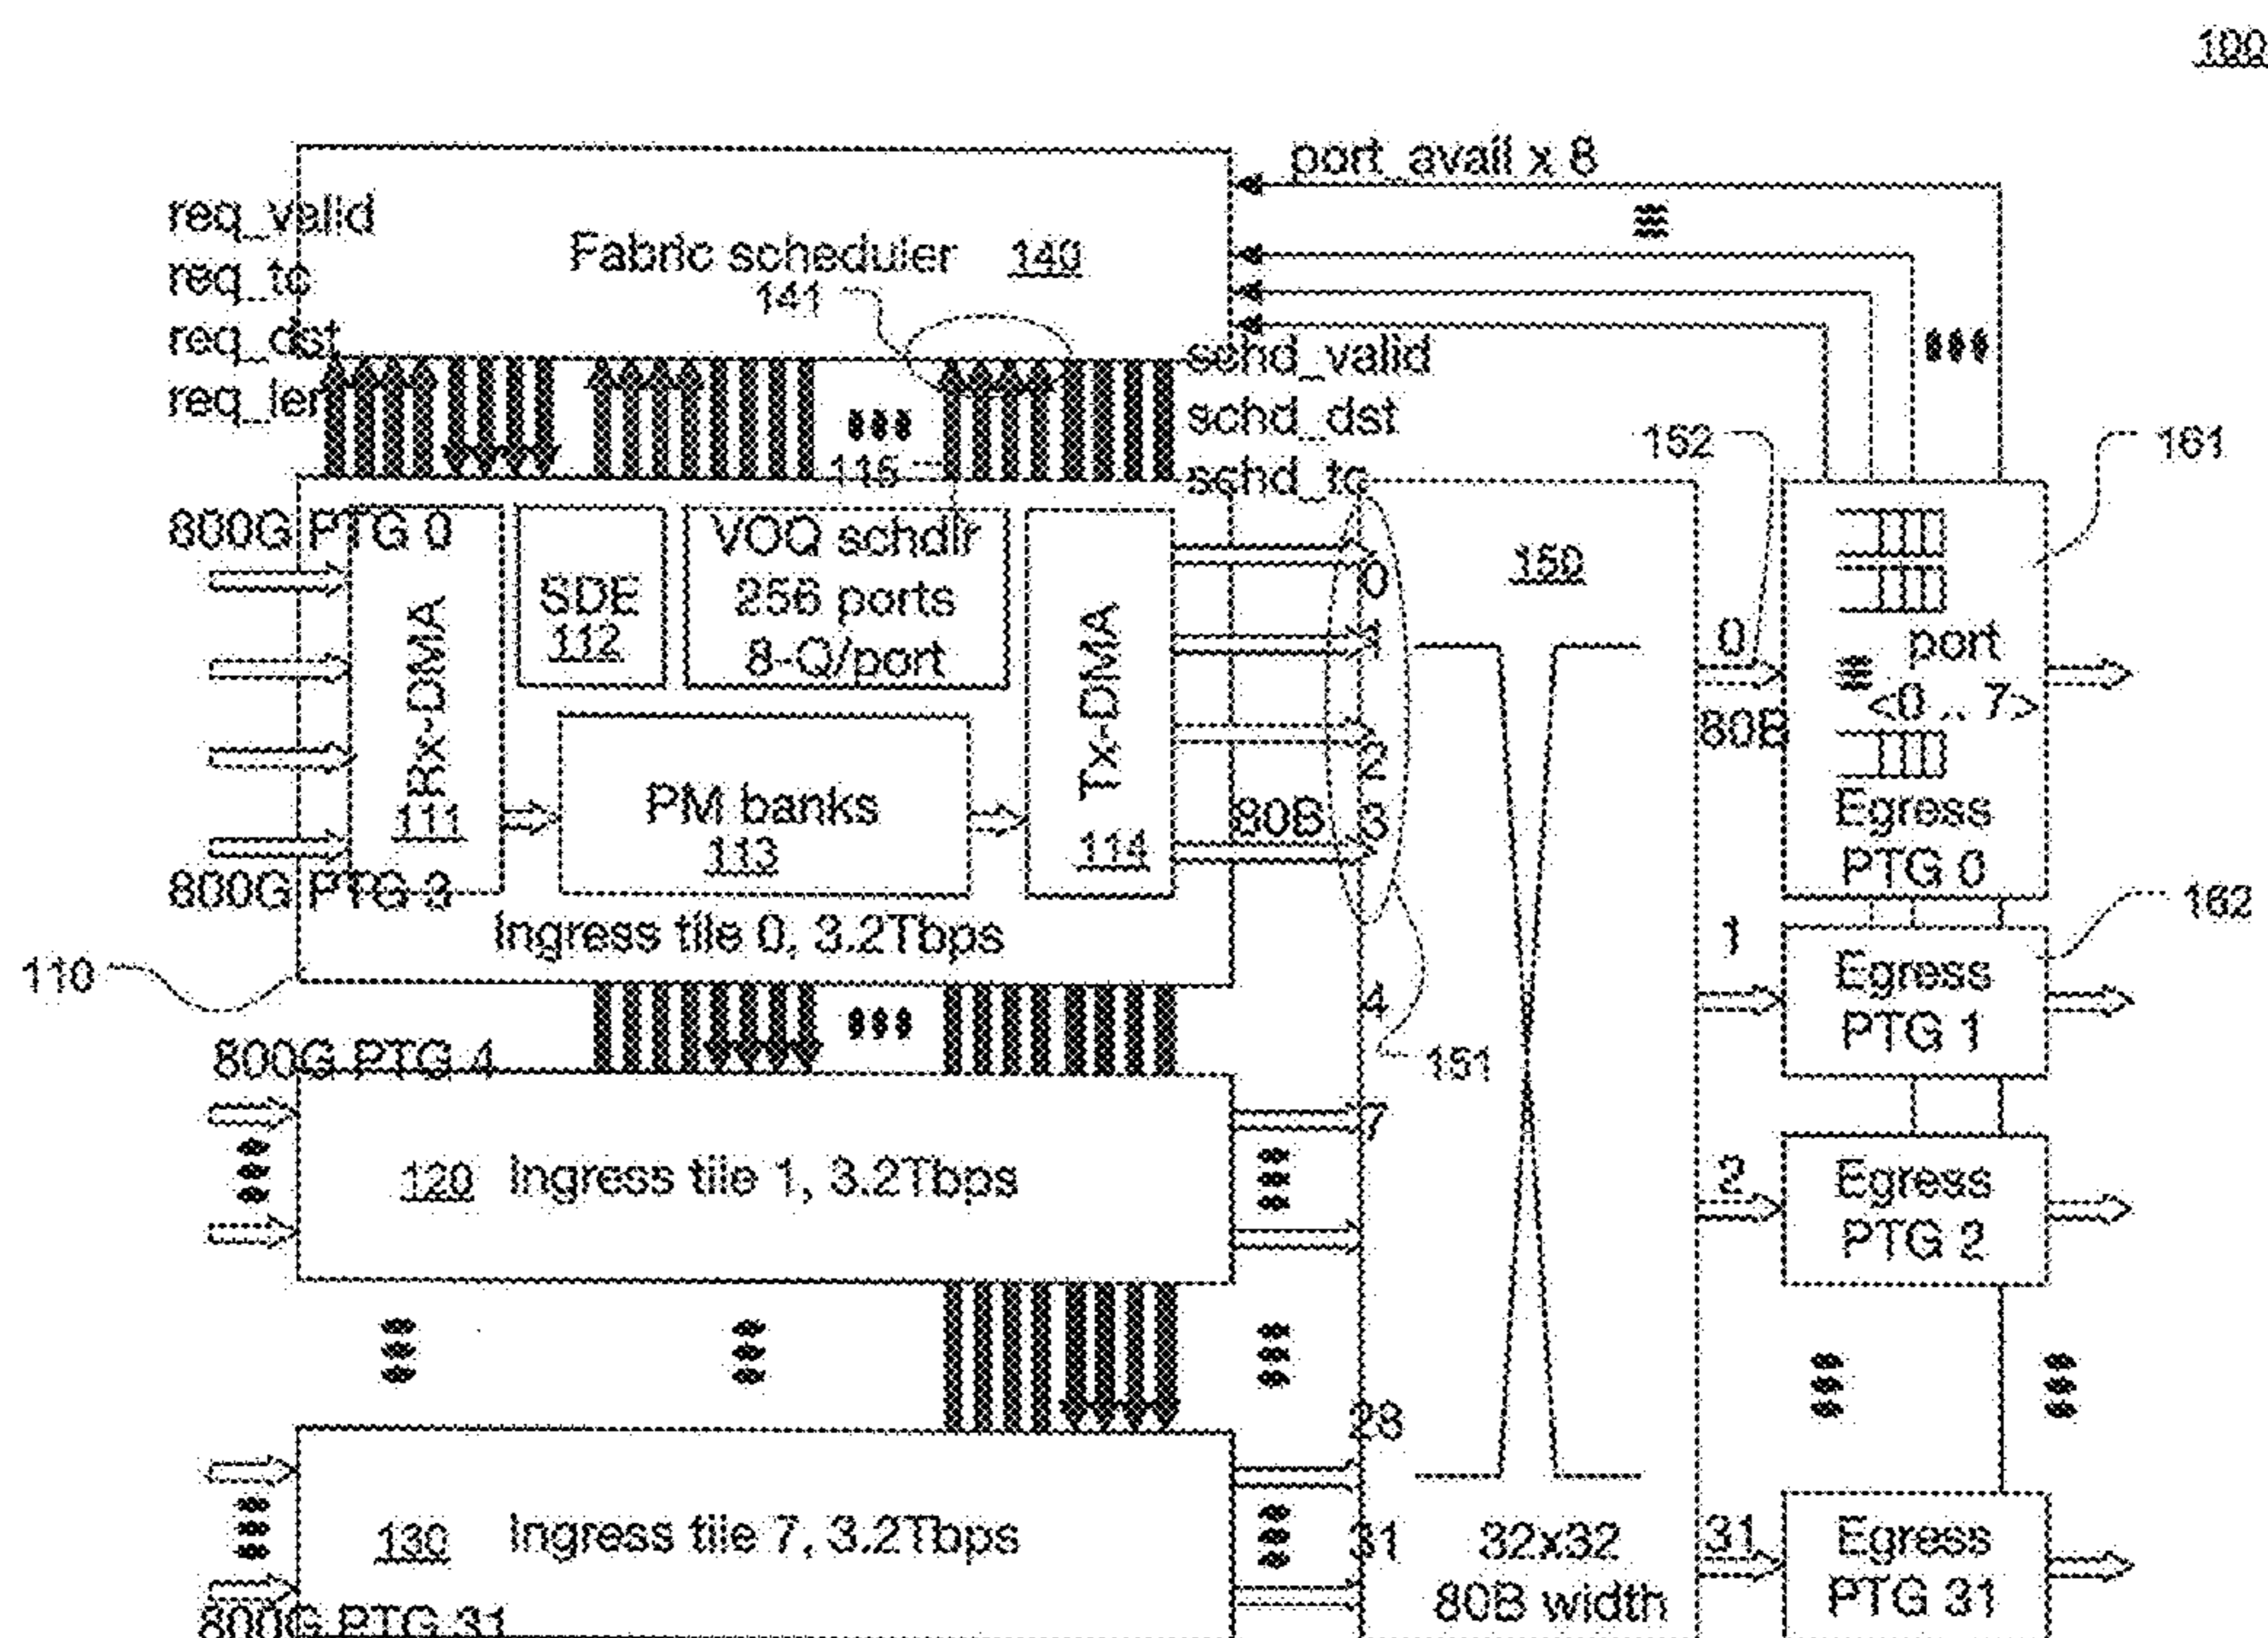 100
port_avail x 8
req_valid
req_tc
req_dst
req_len
Fabric scheduler 140
141
schd_valid
schd_dst
schd_tc
115
152
161
800G PTG 0
Rx-DMA
111
SDE
112
VOQ schdlr
256 ports
8-Q/port
PM banks
113
Tx-DMA
114
80B
0
1
2
3
800G PTG 3
Ingress tile 0, 3.2Tbps
110
150
151
0
80B
port
<0 .. 7>
Egress
PTG 0
162
1
Egress
PTG 1
4
800G PTG 4
7
120 Ingress tile 1, 3.2Tbps
2
Egress
PTG 2
28
130 Ingress tile 7, 3.2Tbps
31
800G PTG 31
32x32
80B width
31
Egress
PTG 31